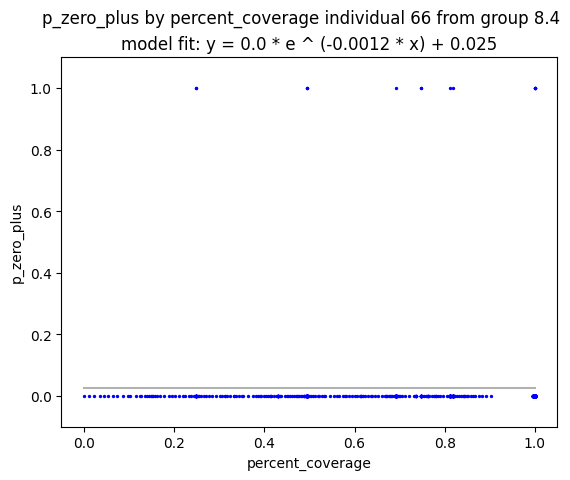 p_zero_plus by percent_coverage individual 66 from group 8.4
model fit: y = 0.0 * e ^ (-0.0012 * x) + 0.025
1.0
0.8
0.6
0.4
0.2
0.0
p_zero_plus
0.0 0.2 0.4 0.6 0.8 1.0
percent_coverage